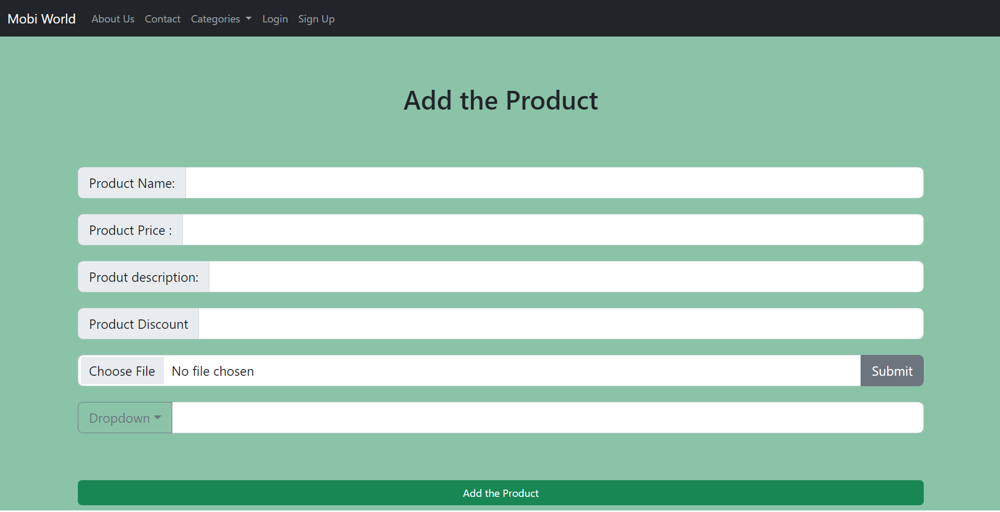 Mobi World About Us Contact Categories Login Sign Up
Add the Product
Product Name:
Product Price :
Produt description:
Product Discount
Choose File No file chosen Submit
Dropdown
Add the Product